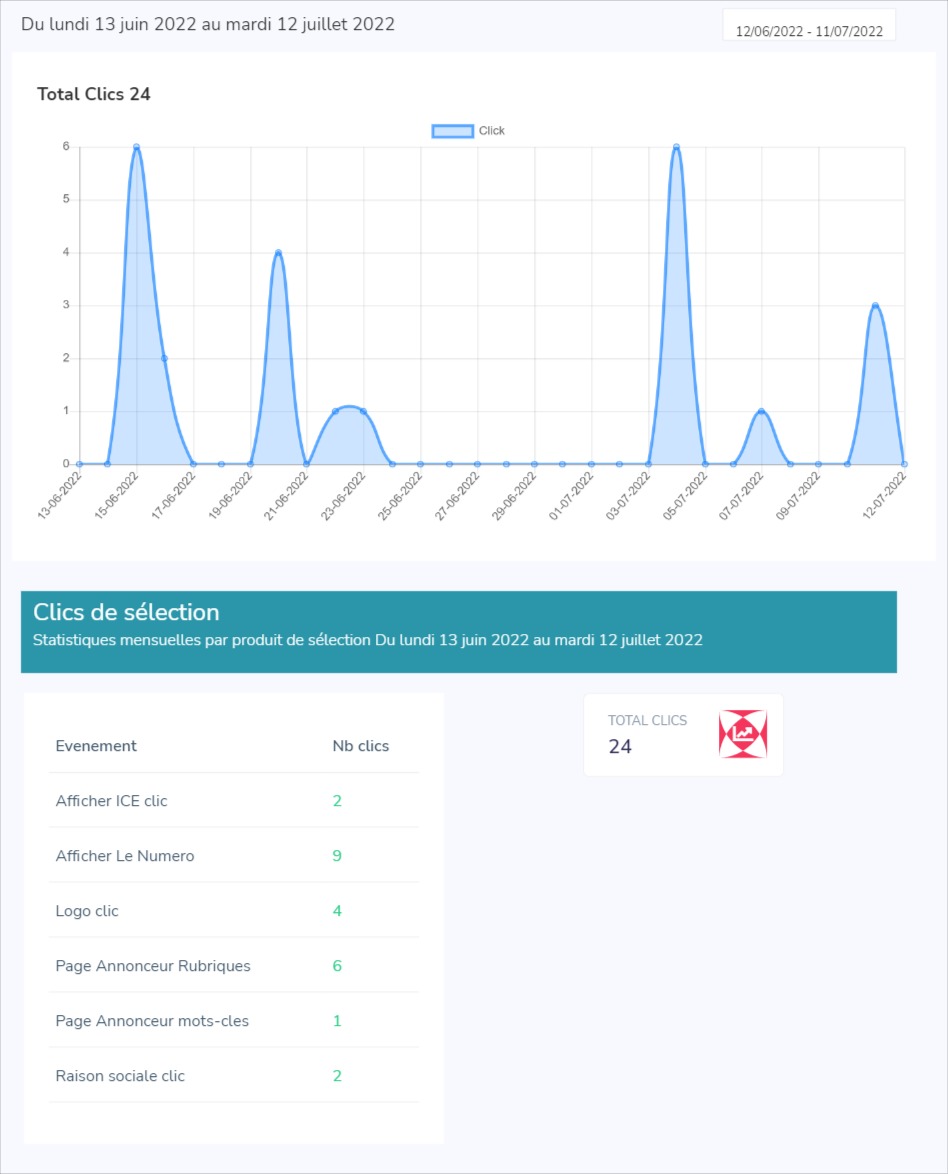 Du lundi 13 juin 2022 au mardi 12 juillet 2022
12/06/2022 - 11/07/2022
Total Clics 24
Click
6
5
4
3
2
1
0
13-06-2022
15-06-2022
17-06-2022
19-06-2022
21-06-2022
23-06-2022
25-06-2022
27-06-2022
29-06-2022
01-07-2022
03-07-2022
05-07-2022
07-07-2022
09-07-2022
12-07-2022
Clics de sélection
Statistiques mensuelles par produit de sélection Du lundi 13 juin 2022 au mardi 12 juillet 2022
Evenement Nb clics
Afficher ICE clic 2
Afficher Le Numero 9
Logo clic 4
Page Annonceur Rubriques 6
Page Annonceur mots-cles 1
Raison sociale clic 2
TOTAL CLICS
24